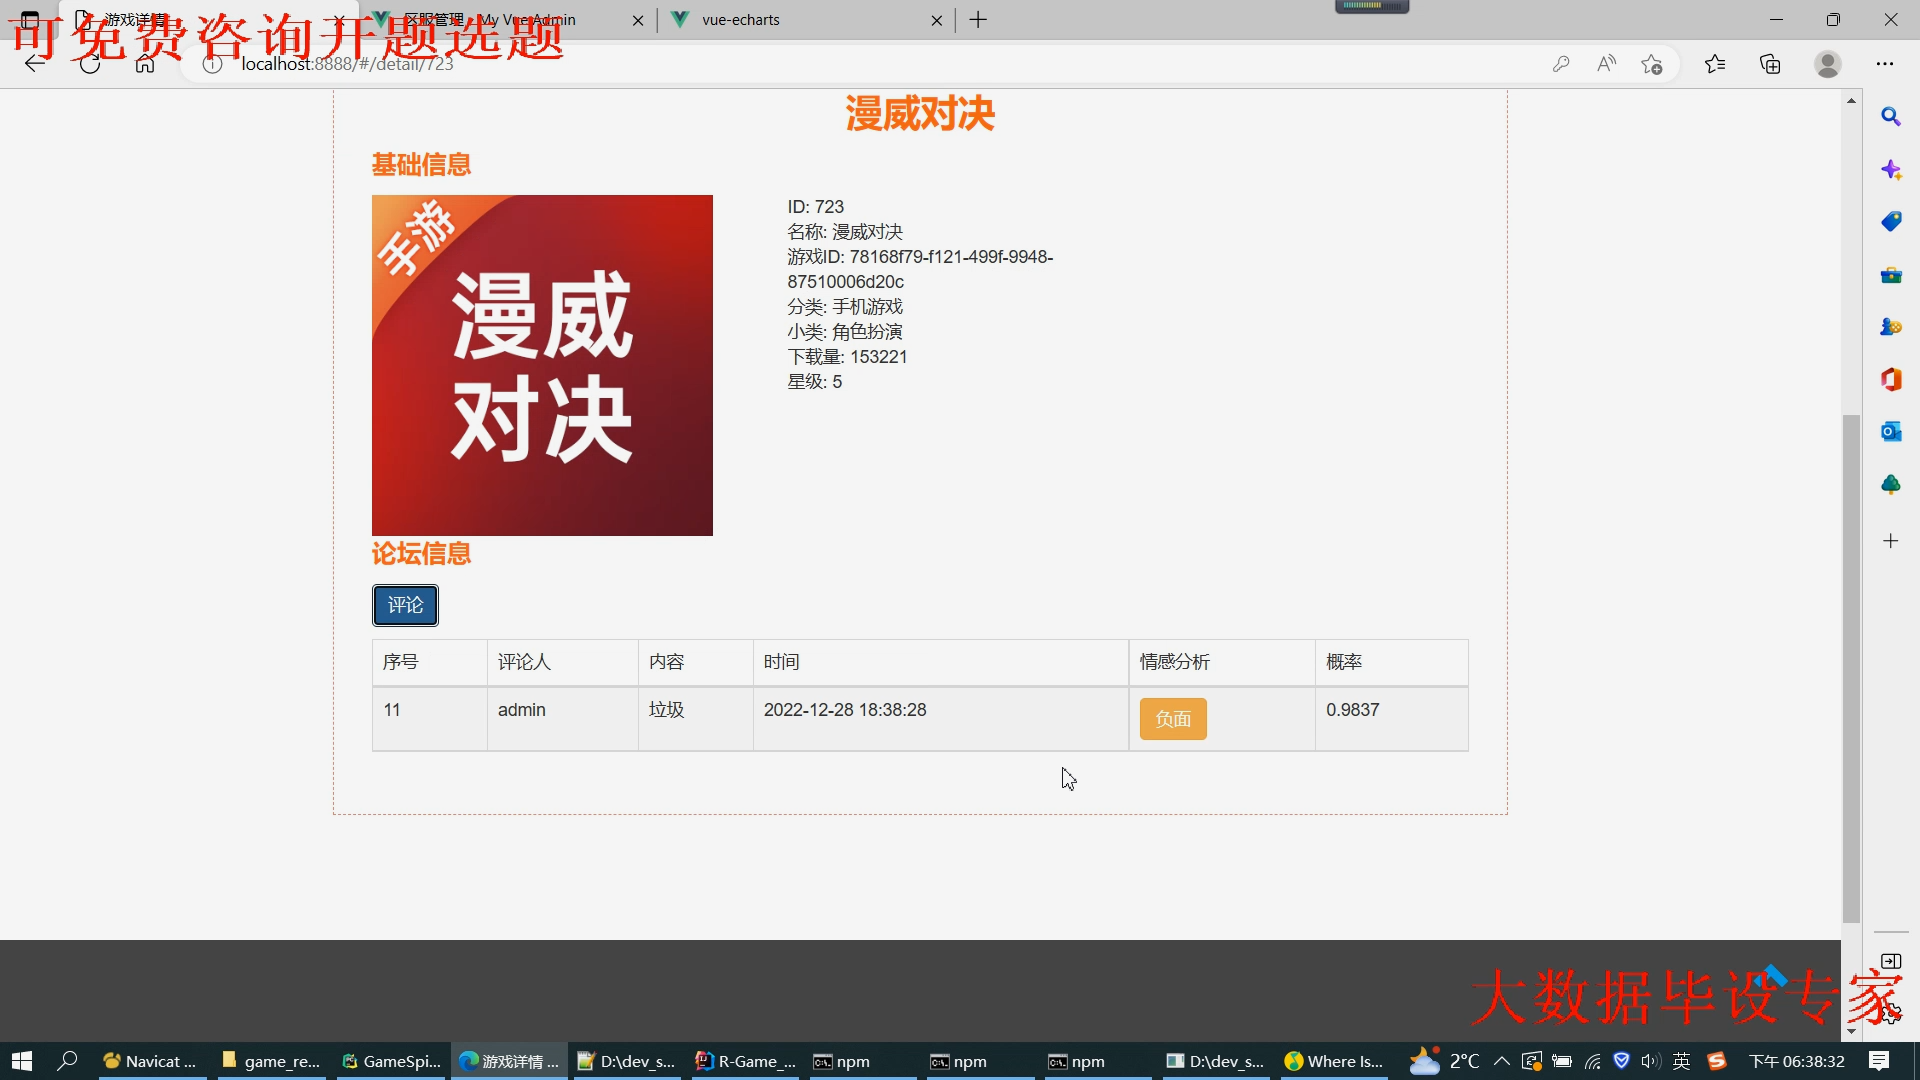 游戏详情
区服管理 - My Vue Admin
vue-echarts
可免费咨询开题选题
localhost:8888/#/detail/723
漫威对决
基础信息
手游
漫威
对决
ID: 723
名称: 漫威对决
游戏ID: 78168f79-f121-499f-9948-
87510006d20c
分类: 手机游戏
小类: 角色扮演
下载量: 153221
星级: 5
论坛信息
评论
序号 评论人 内容 时间 情感分析 概率
11 admin 垃圾 2022-12-28 18:38:28 负面 0.9837
大数据毕设专家
Navicat ... game_re... GameSpi... 游戏详情 ... D:\dev_s... R-Game_... npm npm npm D:\dev_s... Where Is... 2°C 英 下午 06:38:32